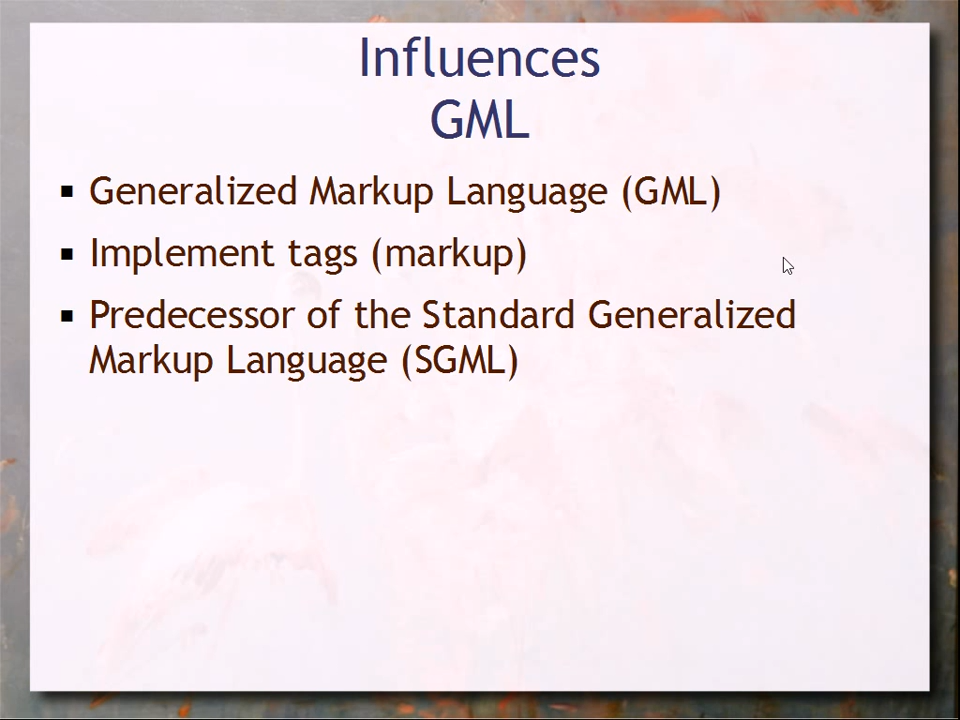 Influences
GML
Generalized Markup Language (GML)
Implement tags (markup)
Predecessor of the Standard Generalized
Markup Language (SGML)